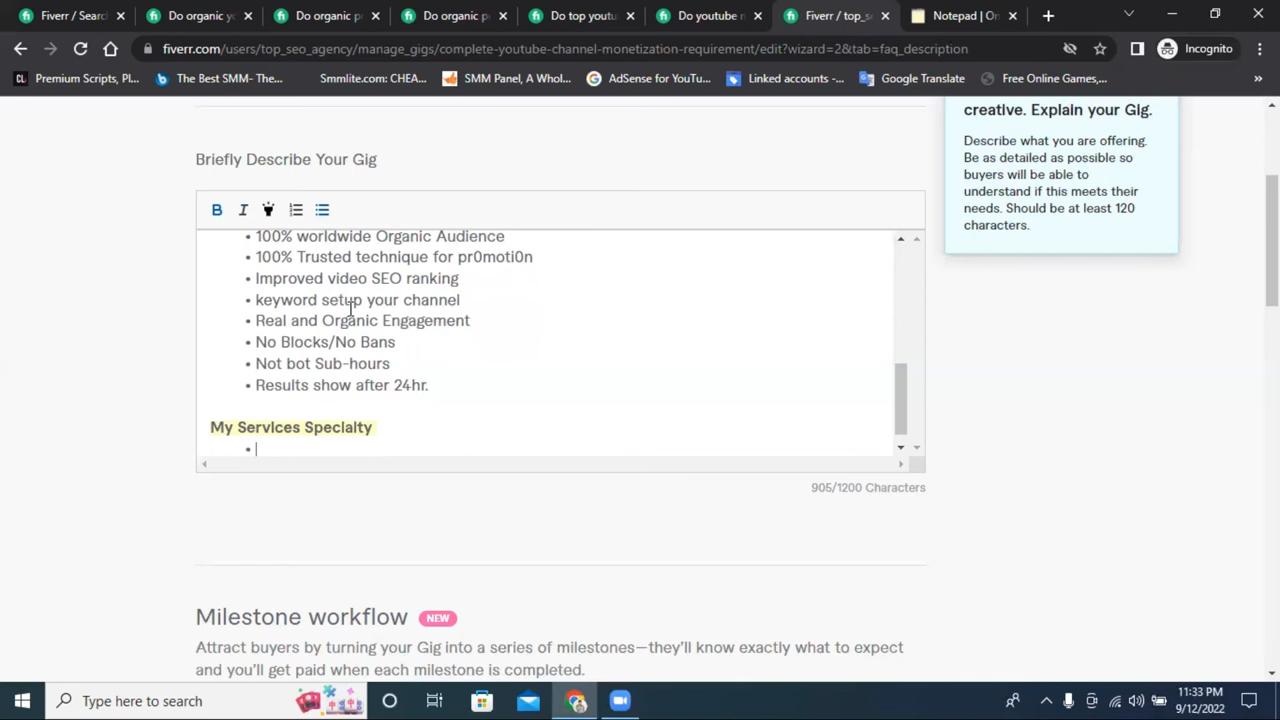 Fiverr / Searc
Do organic yo
Do organic p
Do organic p
Do top youtu
Do youtube m
Fiverr / top_se
Notepad | On
fiverr.com/users/top_seo_agency/manage_gigs/complete-youtube-channel-monetization-requirement/edit?wizard=2&tab=faq_description
Incognito
Premium Scripts, Pl...
The Best SMM- The...
Smmlite.com: CHEA...
SMM Panel, A Whol...
AdSense for YouTu...
Linked accounts -...
Google Translate
Free Online Games,...
»
creative. Explain your Gig.
Describe what you are offering.
Be as detailed as possible so
buyers will be able to
understand if this meets their
needs. Should be at least 120
characters.
Briefly Describe Your Gig
B I
• 100% worldwide Organic Audience
• 100% Trusted technique for pr0moti0n
• Improved video SEO ranking
• keyword setup your channel
• Real and Organic Engagement
• No Blocks/No Bans
• Not bot Sub-hours
• Results show after 24hr.
My Services Specialty
•
905/1200 Characters
Milestone workflow NEW
Attract buyers by turning your Gig into a series of milestones—they'll know exactly what to expect
and you'll get paid when each milestone is completed.
Type here to search
11:33 PM
9/12/2022